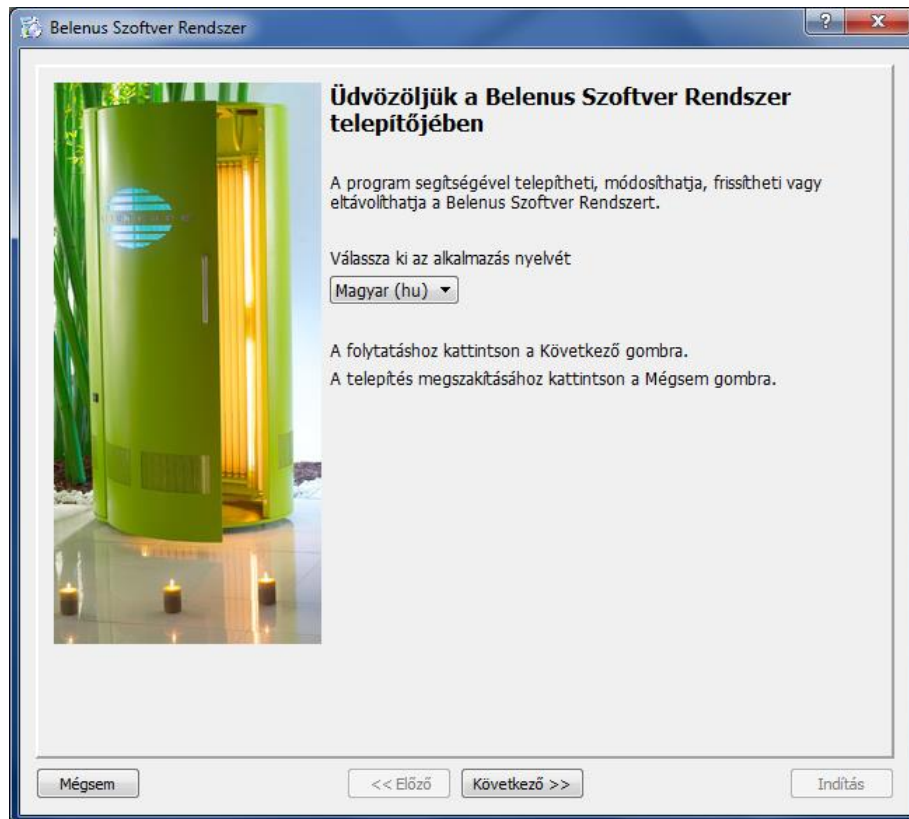 Belenus Szoftver Rendszer
Üdvözöljük a Belenus Szoftver Rendszer
telepítőjében
A program segítségével telepítheti, módosíthatja, frissítheti vagy
eltávolíthatja a Belenus Szoftver Rendszert.
Válassza ki az alkalmazás nyelvét
Magyar (hu)
A folytatáshoz kattintson a Következő gombra.
A telepítés megszakításához kattintson a Mégsem gombra.
Mégsem
<< Előző
Következő >>
Indítás